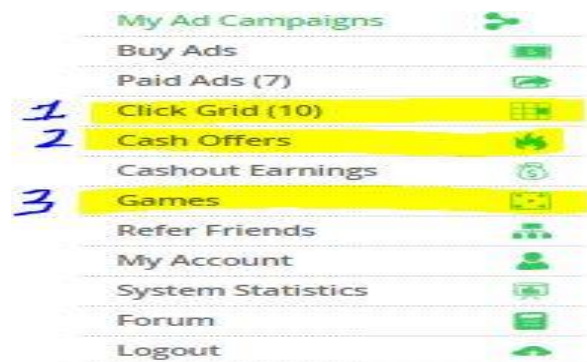 My Ad Campaigns
Buy Ads
Paid Ads (7)
1 Click Grid (10)
2 Cash Offers
Cashout Earnings
3 Games
Refer Friends
My Account
System Statistics
Forum
Logout